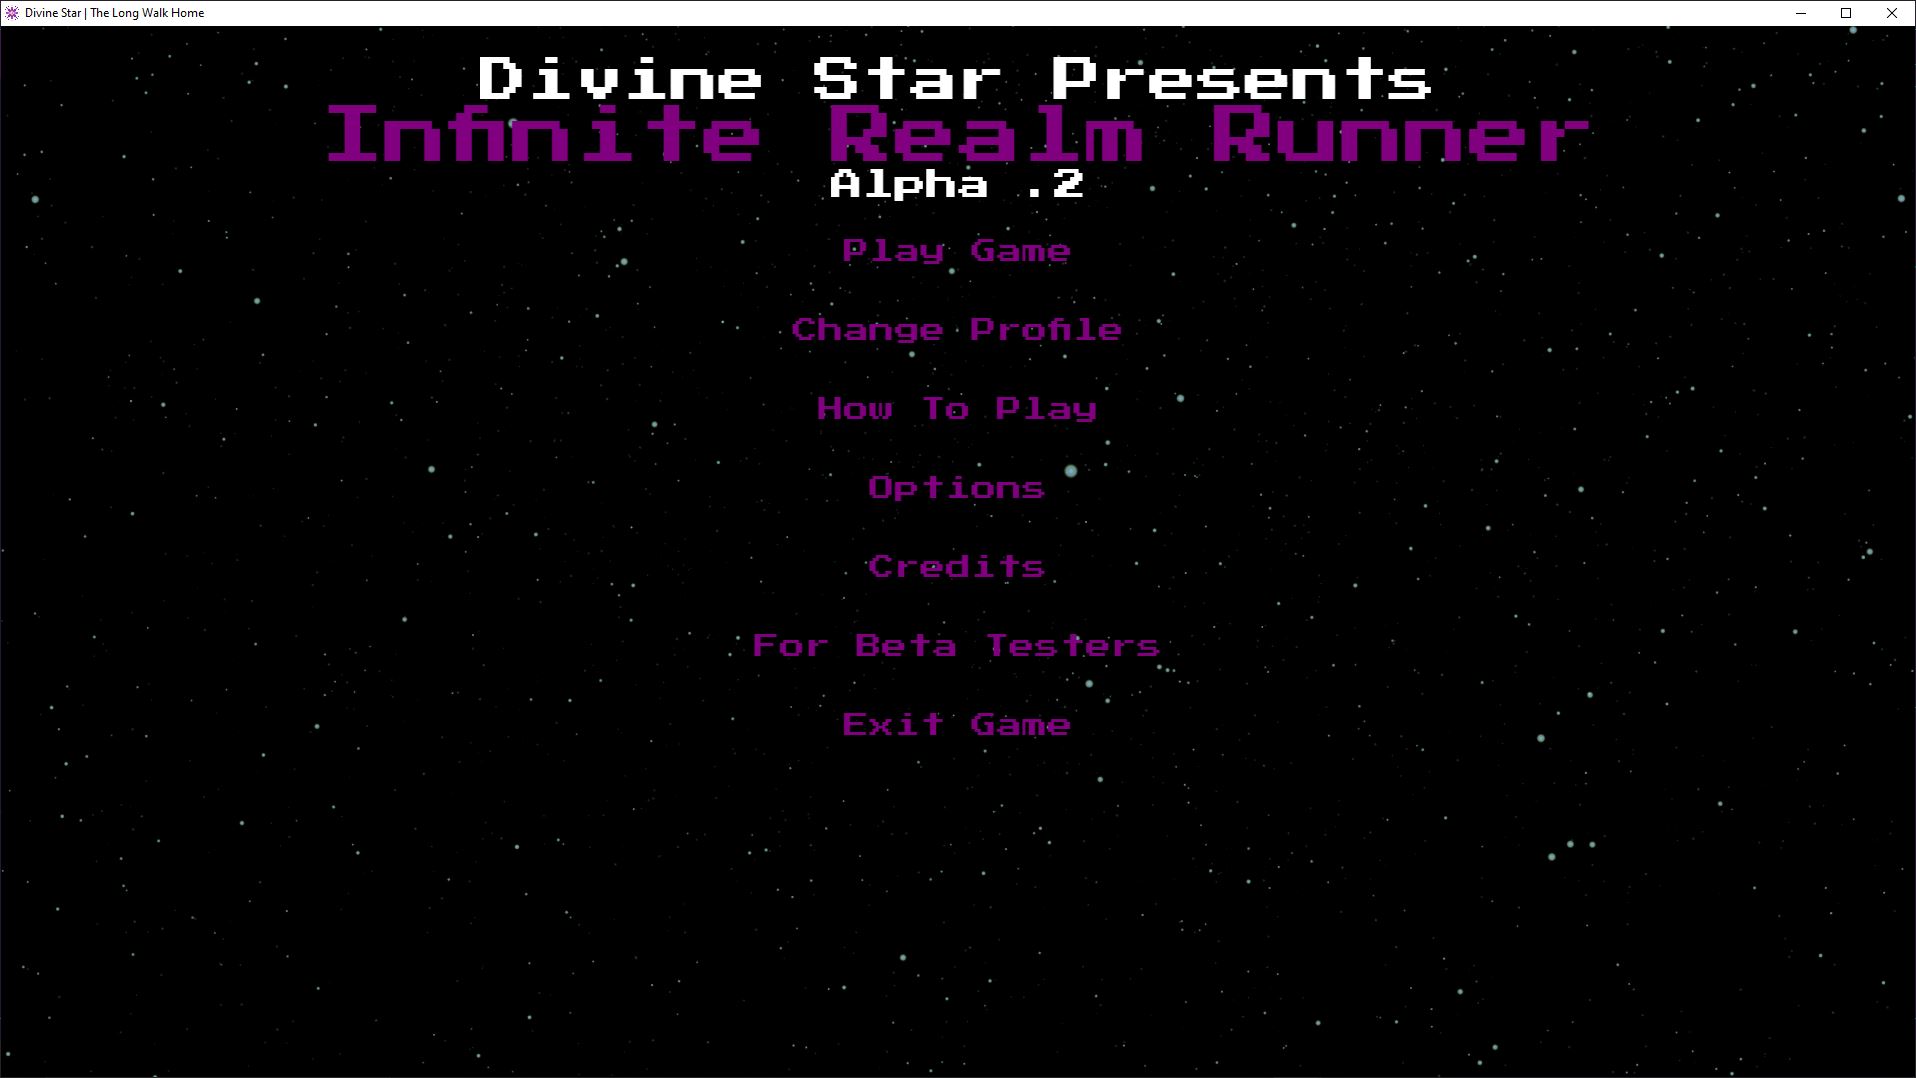 Divine Star | The Long Walk Home
Divine Star Presents
Infinite Realm Runner
Alpha .2
Play Game
Change Profile
How To Play
Options
Credits
For Beta Testers
Exit Game